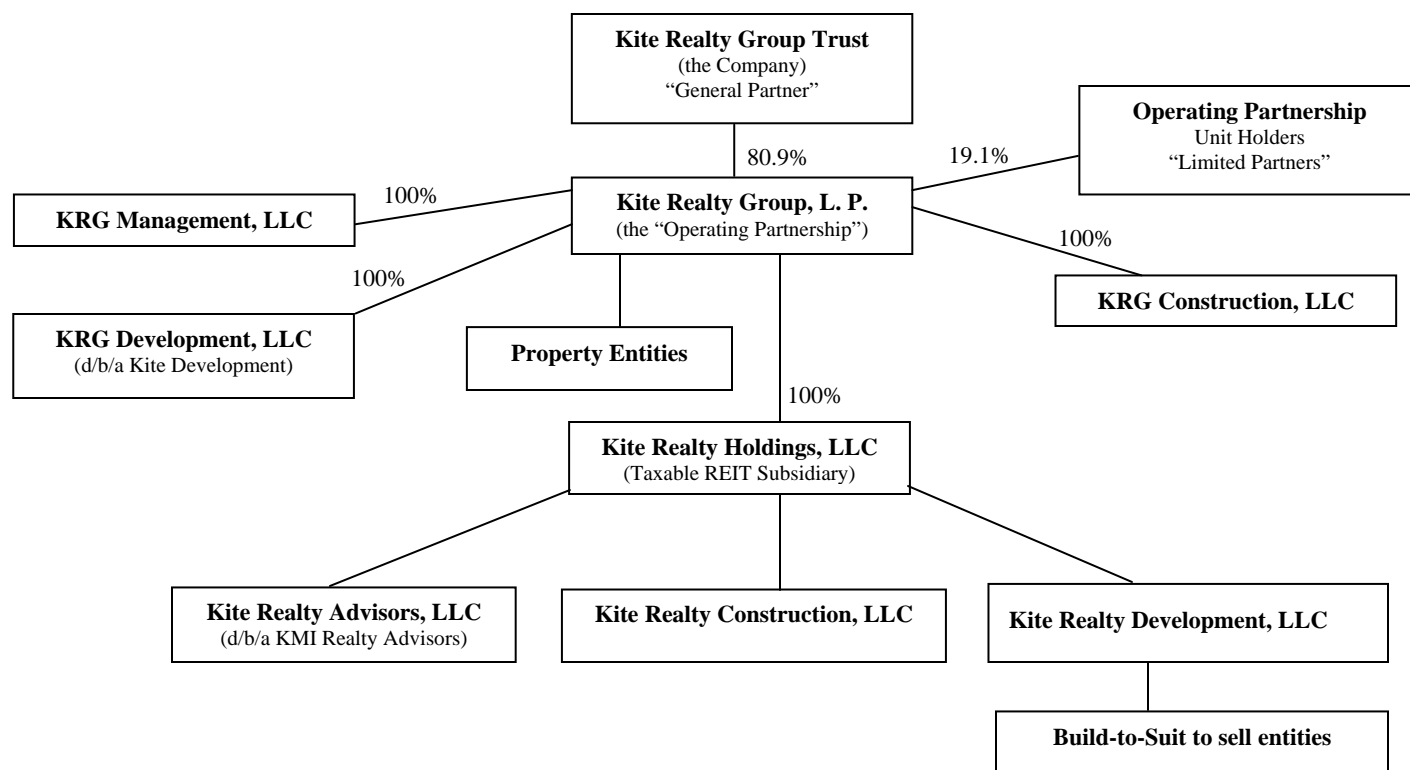 Kite Realty Group Trust
(the Company)
“General Partner”
Operating Partnership
Unit Holders
“Limited Partners”
80.9%
19.1%
100%
KRG Management, LLC
Kite Realty Group, L. P.
(the “Operating Partnership”)
100%
100%
KRG Construction, LLC
KRG Development, LLC
(d/b/a Kite Development)
Property Entities
100%
Kite Realty Holdings, LLC
(Taxable REIT Subsidiary)
Kite Realty Advisors, LLC
(d/b/a KMI Realty Advisors)
Kite Realty Construction, LLC
Kite Realty Development, LLC
Build-to-Suit to sell entities